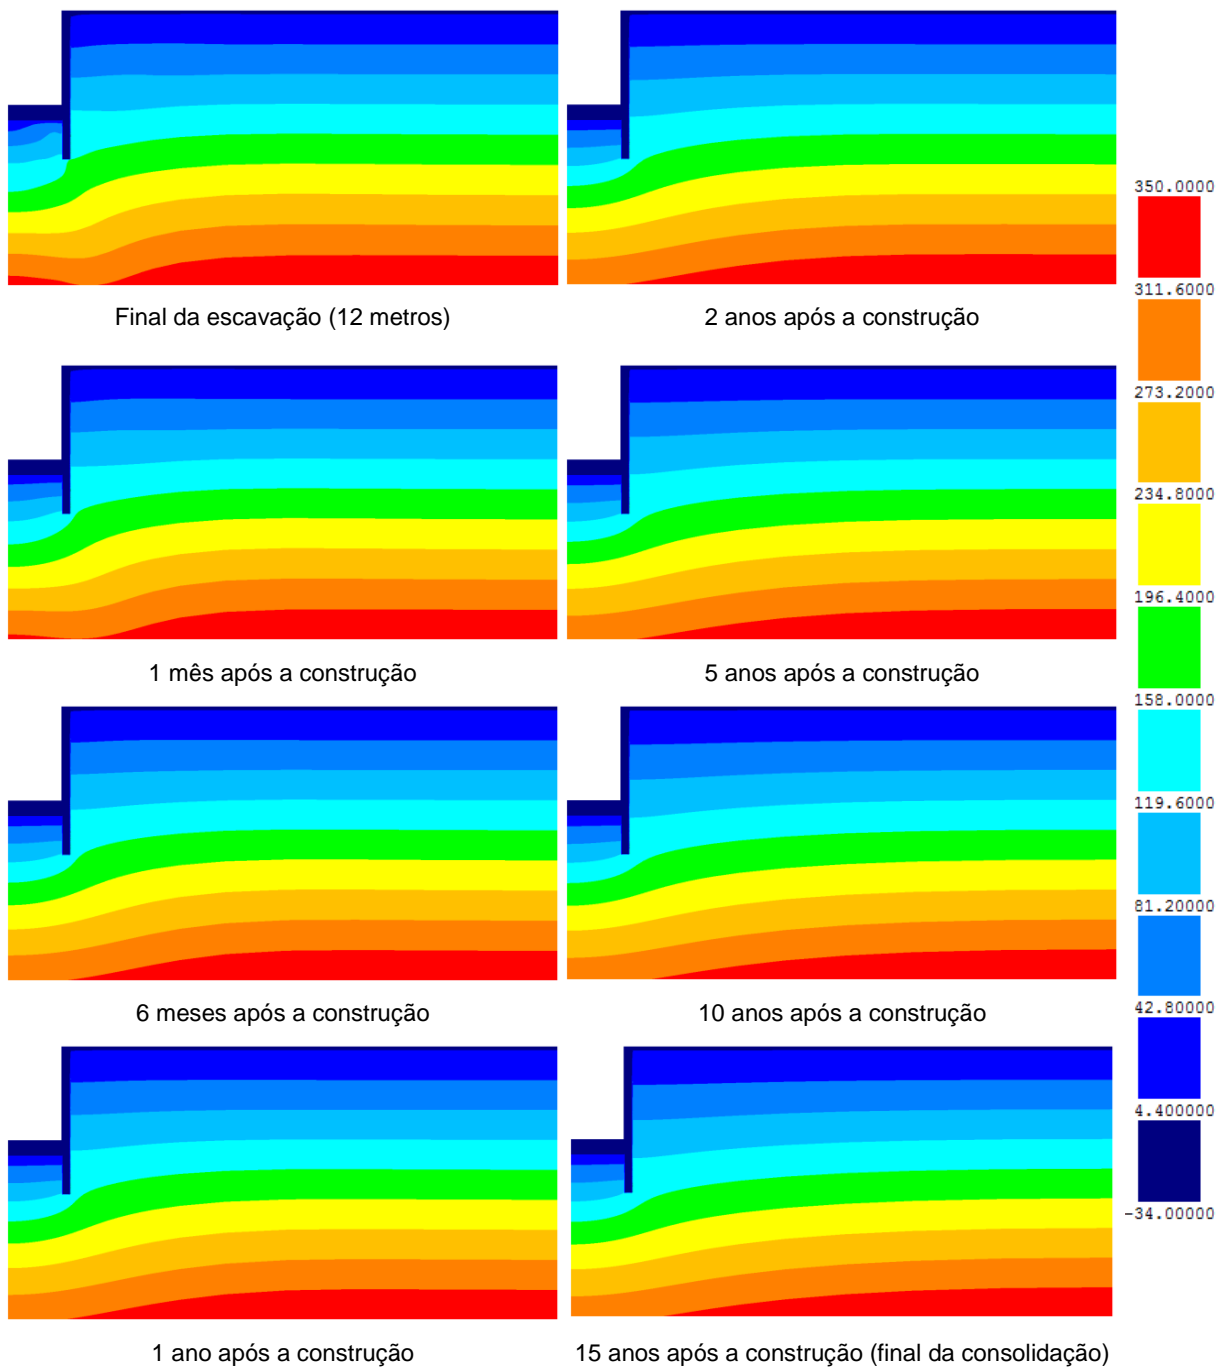 Final da escavação (12 metros)
2 anos após a construção
1 mês após a construção
5 anos após a construção
6 meses após a construção
10 anos após a construção
1 ano após a construção
15 anos após a construção (final da consolidação)
350.0000
311.6000
273.2000
234.8000
196.4000
158.0000
119.6000
81.20000
42.80000
4.400000
-34.00000